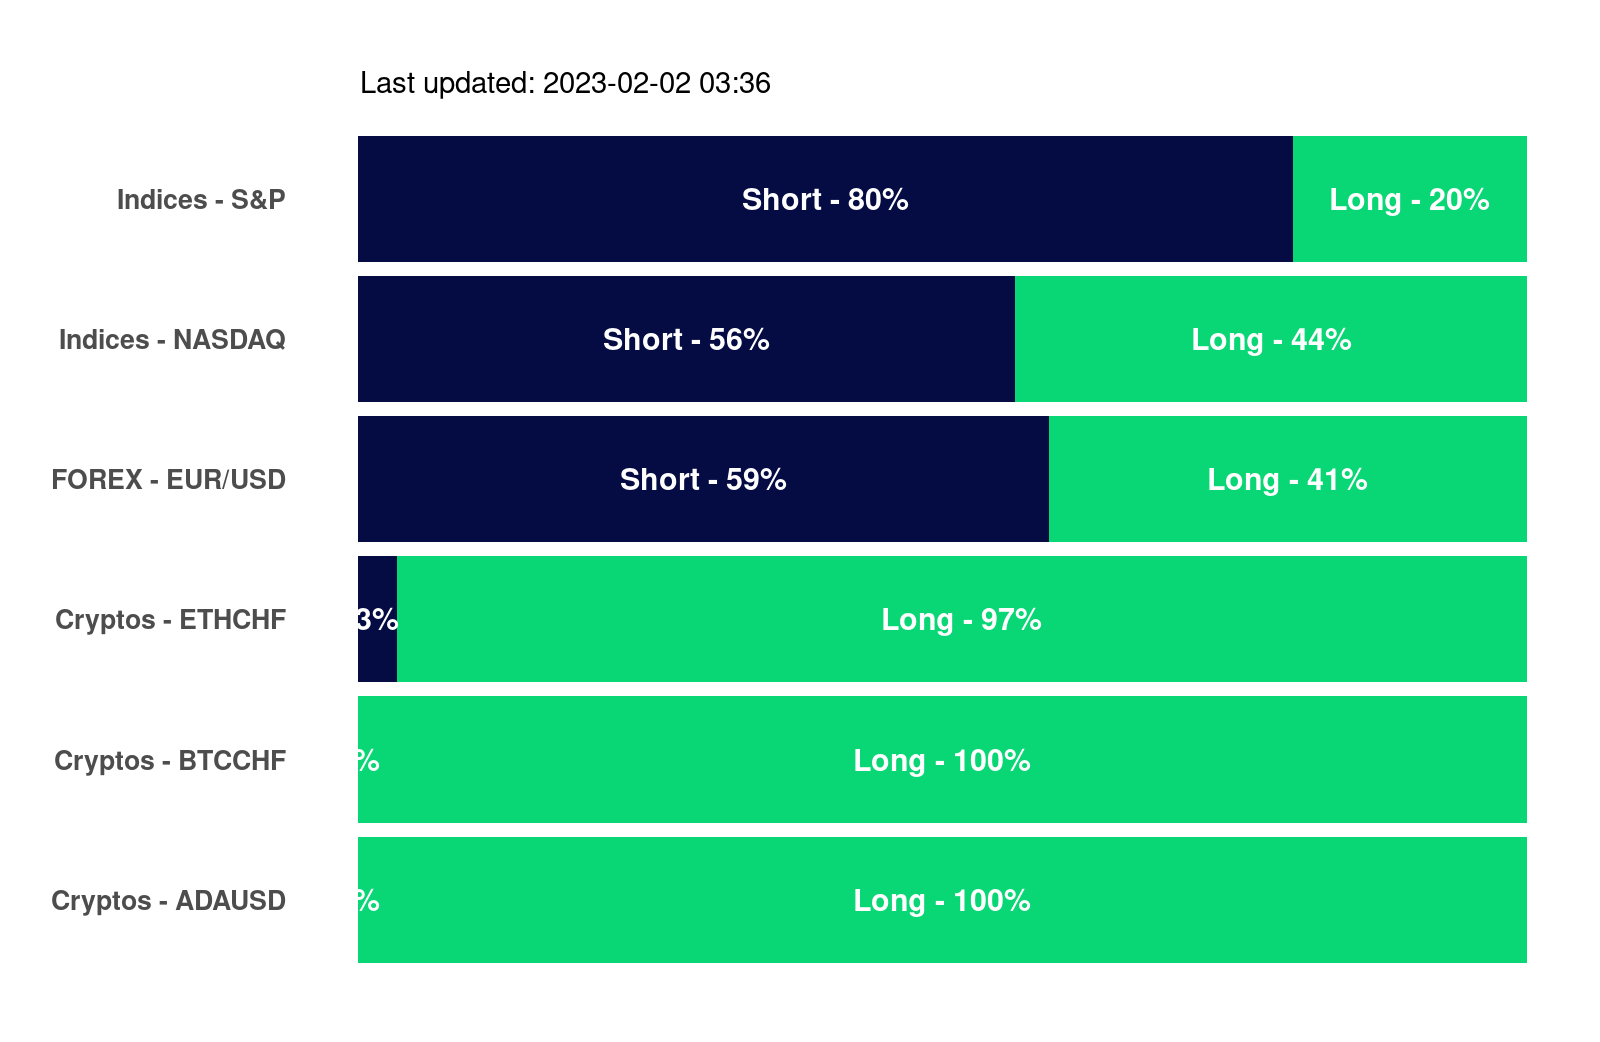 Last updated: 2023-02-02 03:36
Indices - S&P Short - 80% Long - 20%
Indices - NASDAQ Short - 56% Long - 44%
FOREX - EUR/USD Short - 59% Long - 41%
Cryptos - ETHCHF 3% Long - 97%
Cryptos - BTCCHF % Long - 100%
Cryptos - ADAUSD % Long - 100%